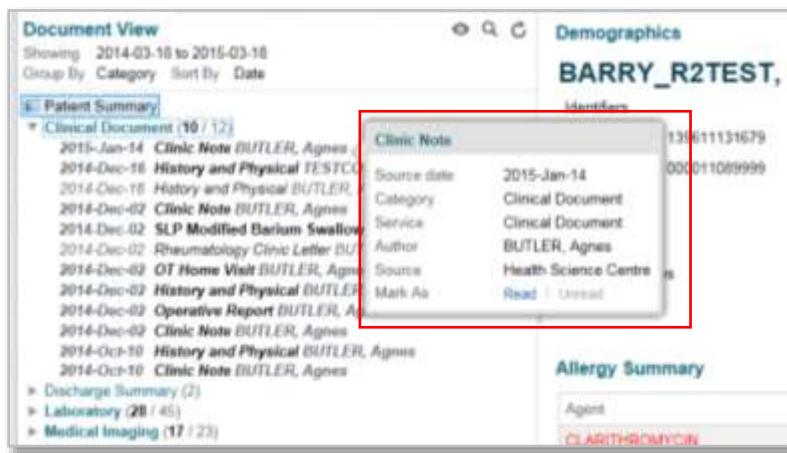 Document View
Showing 2014-03-18 to 2015-03-18
Group By Category Sort By Date
Patient Summary
Clinical Document (10 / 12)
2015-Jan-14 Clinic Note BUTLER, Agnes
2014-Dec-16 History and Physical TESTCO
2014-Dec-16 History and Physical BUTLER,
2014-Dec-02 Clinic Note BUTLER, Agnes
2014-Dec-02 SLP Modified Barium Swallow
2014-Dec-02 Rheumatology Clinic Letter BUT
2014-Dec-02 OT Home Visit BUTLER, Agne
2014-Dec-02 History and Physical BUTLER
2014-Dec-02 Operative Report BUTLER, Ag
2014-Dec-02 Clinic Note BUTLER, Agnes
2014-Oct-10 History and Physical BUTLER, Agnes
2014-Oct-10 Clinic Note BUTLER, Agnes
Discharge Summary (2)
Laboratory (28 / 45)
Medical Imaging (17 / 23)
Clinic Note
Source date 2015-Jan-14
Category Clinical Document
Service Clinical Document
Author BUTLER, Agnes
Source Health Science Centre
Mark As Read | Unread
Demographics
BARRY_R2TEST,
Identifiers
139611131679
000011089999
Allergy Summary
Agent
CLARITHROMYCIN